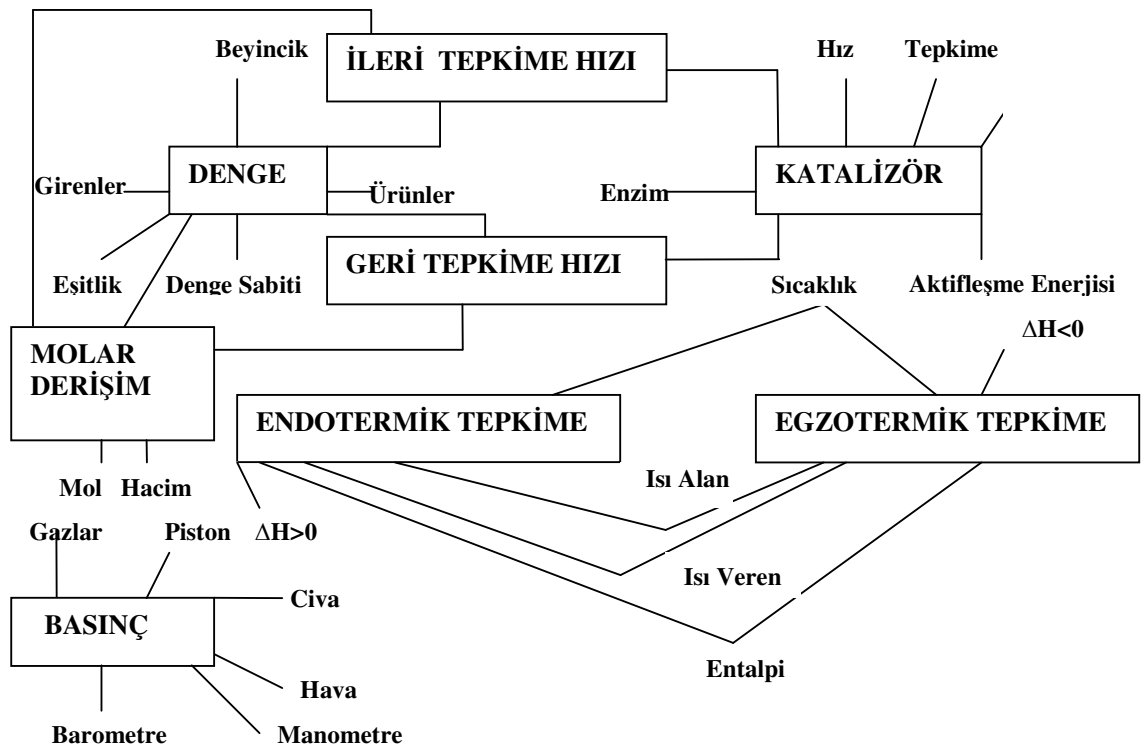 Beyincik
İLERİ TEPKİME HIZI
Hız
Tepkime
DENGE
KATALİZÖR
Girenler
Ürünler
Enzim
GERİ TEPKİME HIZI
Eşitlik
Denge Sabiti
Sıcaklık
Aktifleşme Enerjisi
∆H<0
MOLAR
DERİŞİM
ENDOTERMİK TEPKİME
EGZOTERMİK TEPKİME
Mol
Hacim
Isı Alan
Gazlar
Piston
∆H>0
Isı Veren
Civa
BASINÇ
Entalpi
Hava
Barometre
Manometre